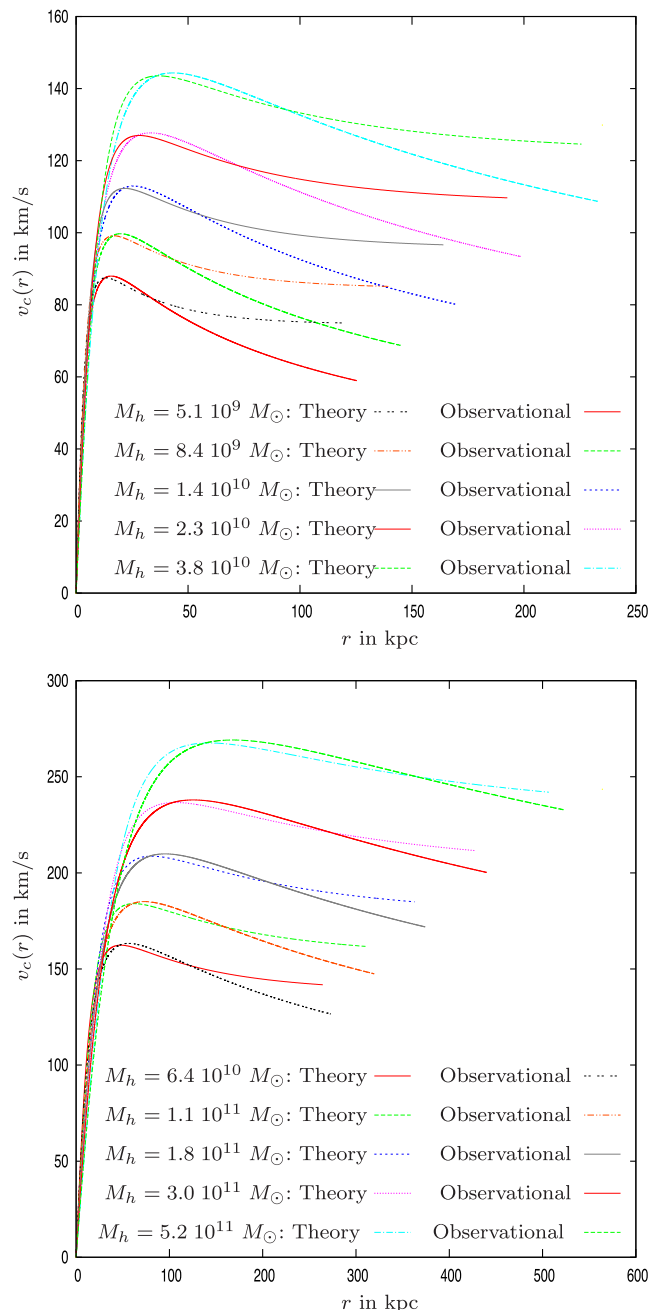 160
140
120
100
80
60
40
20
0
v_c(r) in km/s
M_h = 5.1 10^9 M_⊙: Theory Observational
M_h = 8.4 10^9 M_⊙: Theory Observational
M_h = 1.4 10^10 M_⊙: Theory Observational
M_h = 2.3 10^10 M_⊙: Theory Observational
M_h = 3.8 10^10 M_⊙: Theory Observational
0 50 100 150 200 250
r in kpc
300
250
200
150
100
50
0
v_c(r) in km/s
M_h = 6.4 10^10 M_⊙: Theory Observational
M_h = 1.1 10^11 M_⊙: Theory Observational
M_h = 1.8 10^11 M_⊙: Theory Observational
M_h = 3.0 10^11 M_⊙: Theory Observational
M_h = 5.2 10^11 M_⊙: Theory Observational
0 100 200 300 400 500 600
r in kpc